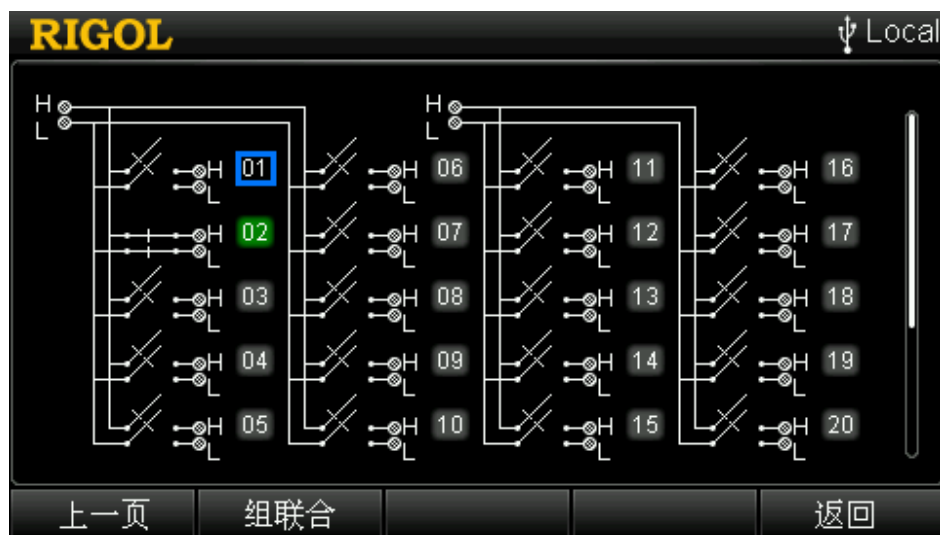 RIGOL Local
H H
L L
H 01 H 06 H 11 H 16
L L L L
H 02 H 07 H 12 H 17
L L L L
H 03 H 08 H 13 H 18
L L L L
H 04 H 09 H 14 H 19
L L L L
H 05 H 10 H 15 H 20
L L L L
上一页 组联合 返回